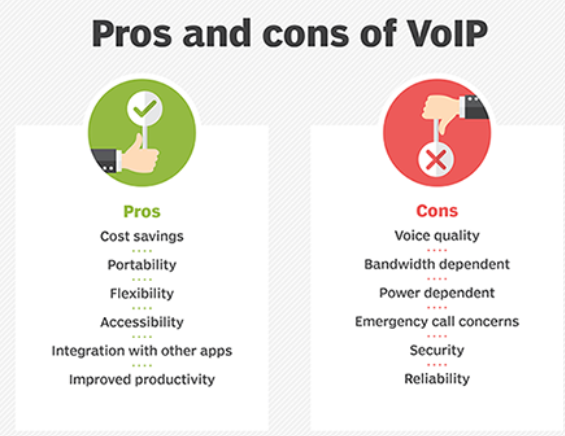 Pros and cons of VoIP
Pros
Cost savings
Portability
Flexibility
Accessibility
Integration with other apps
Improved productivity
Cons
Voice quality
Bandwidth dependent
Power dependent
Emergency call concerns
Security
Reliability